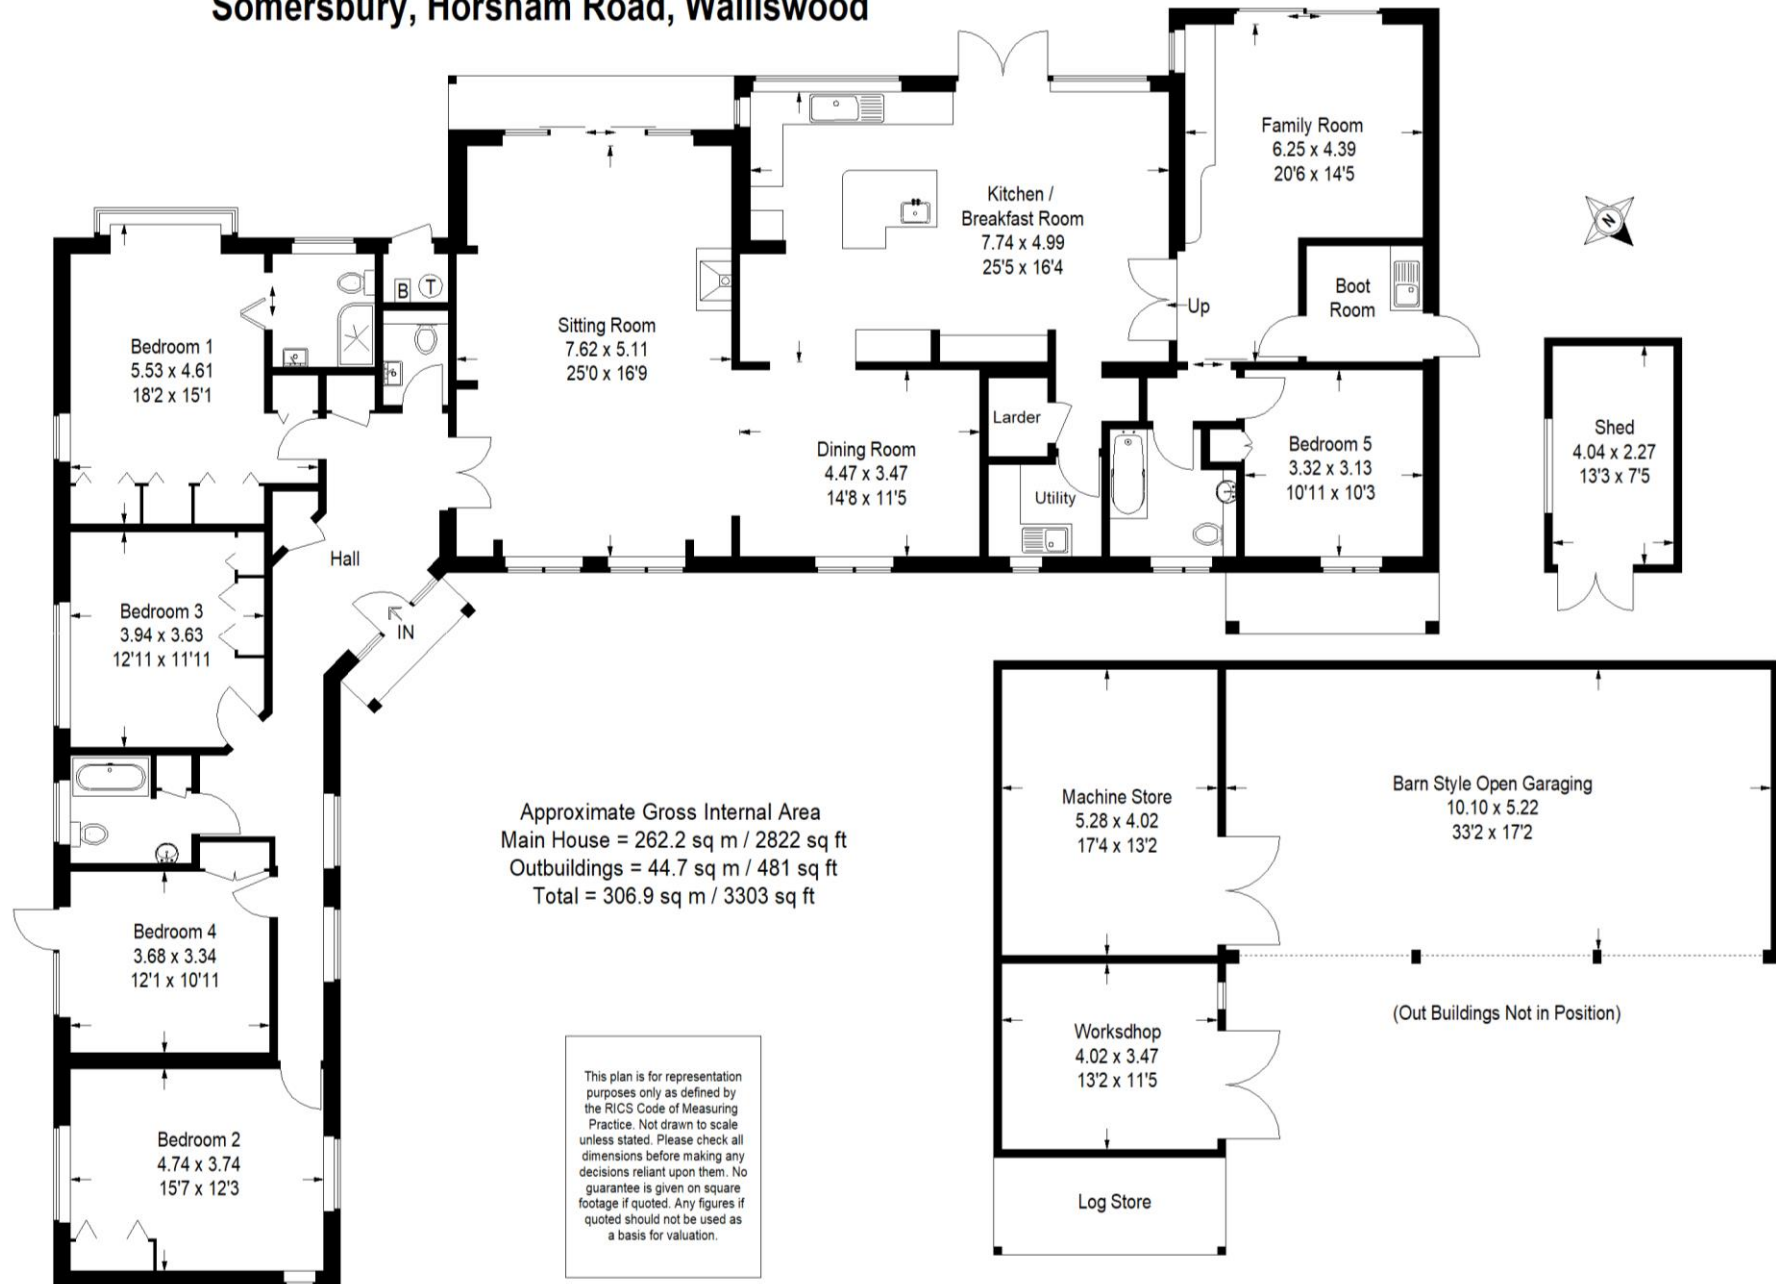 Somersbury, Horsham Road, Walliswood
Family Room
6.25 x 4.39
20'6 x 14'5
Kitchen /
Breakfast Room
7.74 x 4.99
25'5 x 16'4
N
B
T
Boot
Room
Up
Sitting Room
7.62 x 5.11
25'0 x 16'9
Bedroom 1
5.53 x 4.61
18'2 x 15'1
Larder
Dining Room
4.47 x 3.47
14'8 x 11'5
Bedroom 5
3.32 x 3.13
10'11 x 10'3
Shed
4.04 x 2.27
13'3 x 7'5
Utility
Hall
Bedroom 3
3.94 x 3.63
12'11 x 11'11
IN
Machine Store
5.28 x 4.02
17'4 x 13'2
Barn Style Open Garaging
10.10 x 5.22
33'2 x 17'2
Approximate Gross Internal Area
Main House = 262.2 sq m / 2822 sq ft
Outbuildings = 44.7 sq m / 481 sq ft
Total = 306.9 sq m / 3303 sq ft
Bedroom 4
3.68 x 3.34
12'1 x 10'11
(Out Buildings Not in Position)
Worksdhop
4.02 x 3.47
13'2 x 11'5
This plan is for representation
purposes only as defined by
the RICS Code of Measuring
Practice. Not drawn to scale
unless stated. Please check all
dimensions before making any
decisions reliant upon them. No
guarantee is given on square
footage if quoted. Any figures if
quoted should not be used as
a basis for valuation.
Bedroom 2
4.74 x 3.74
15'7 x 12'3
Log Store